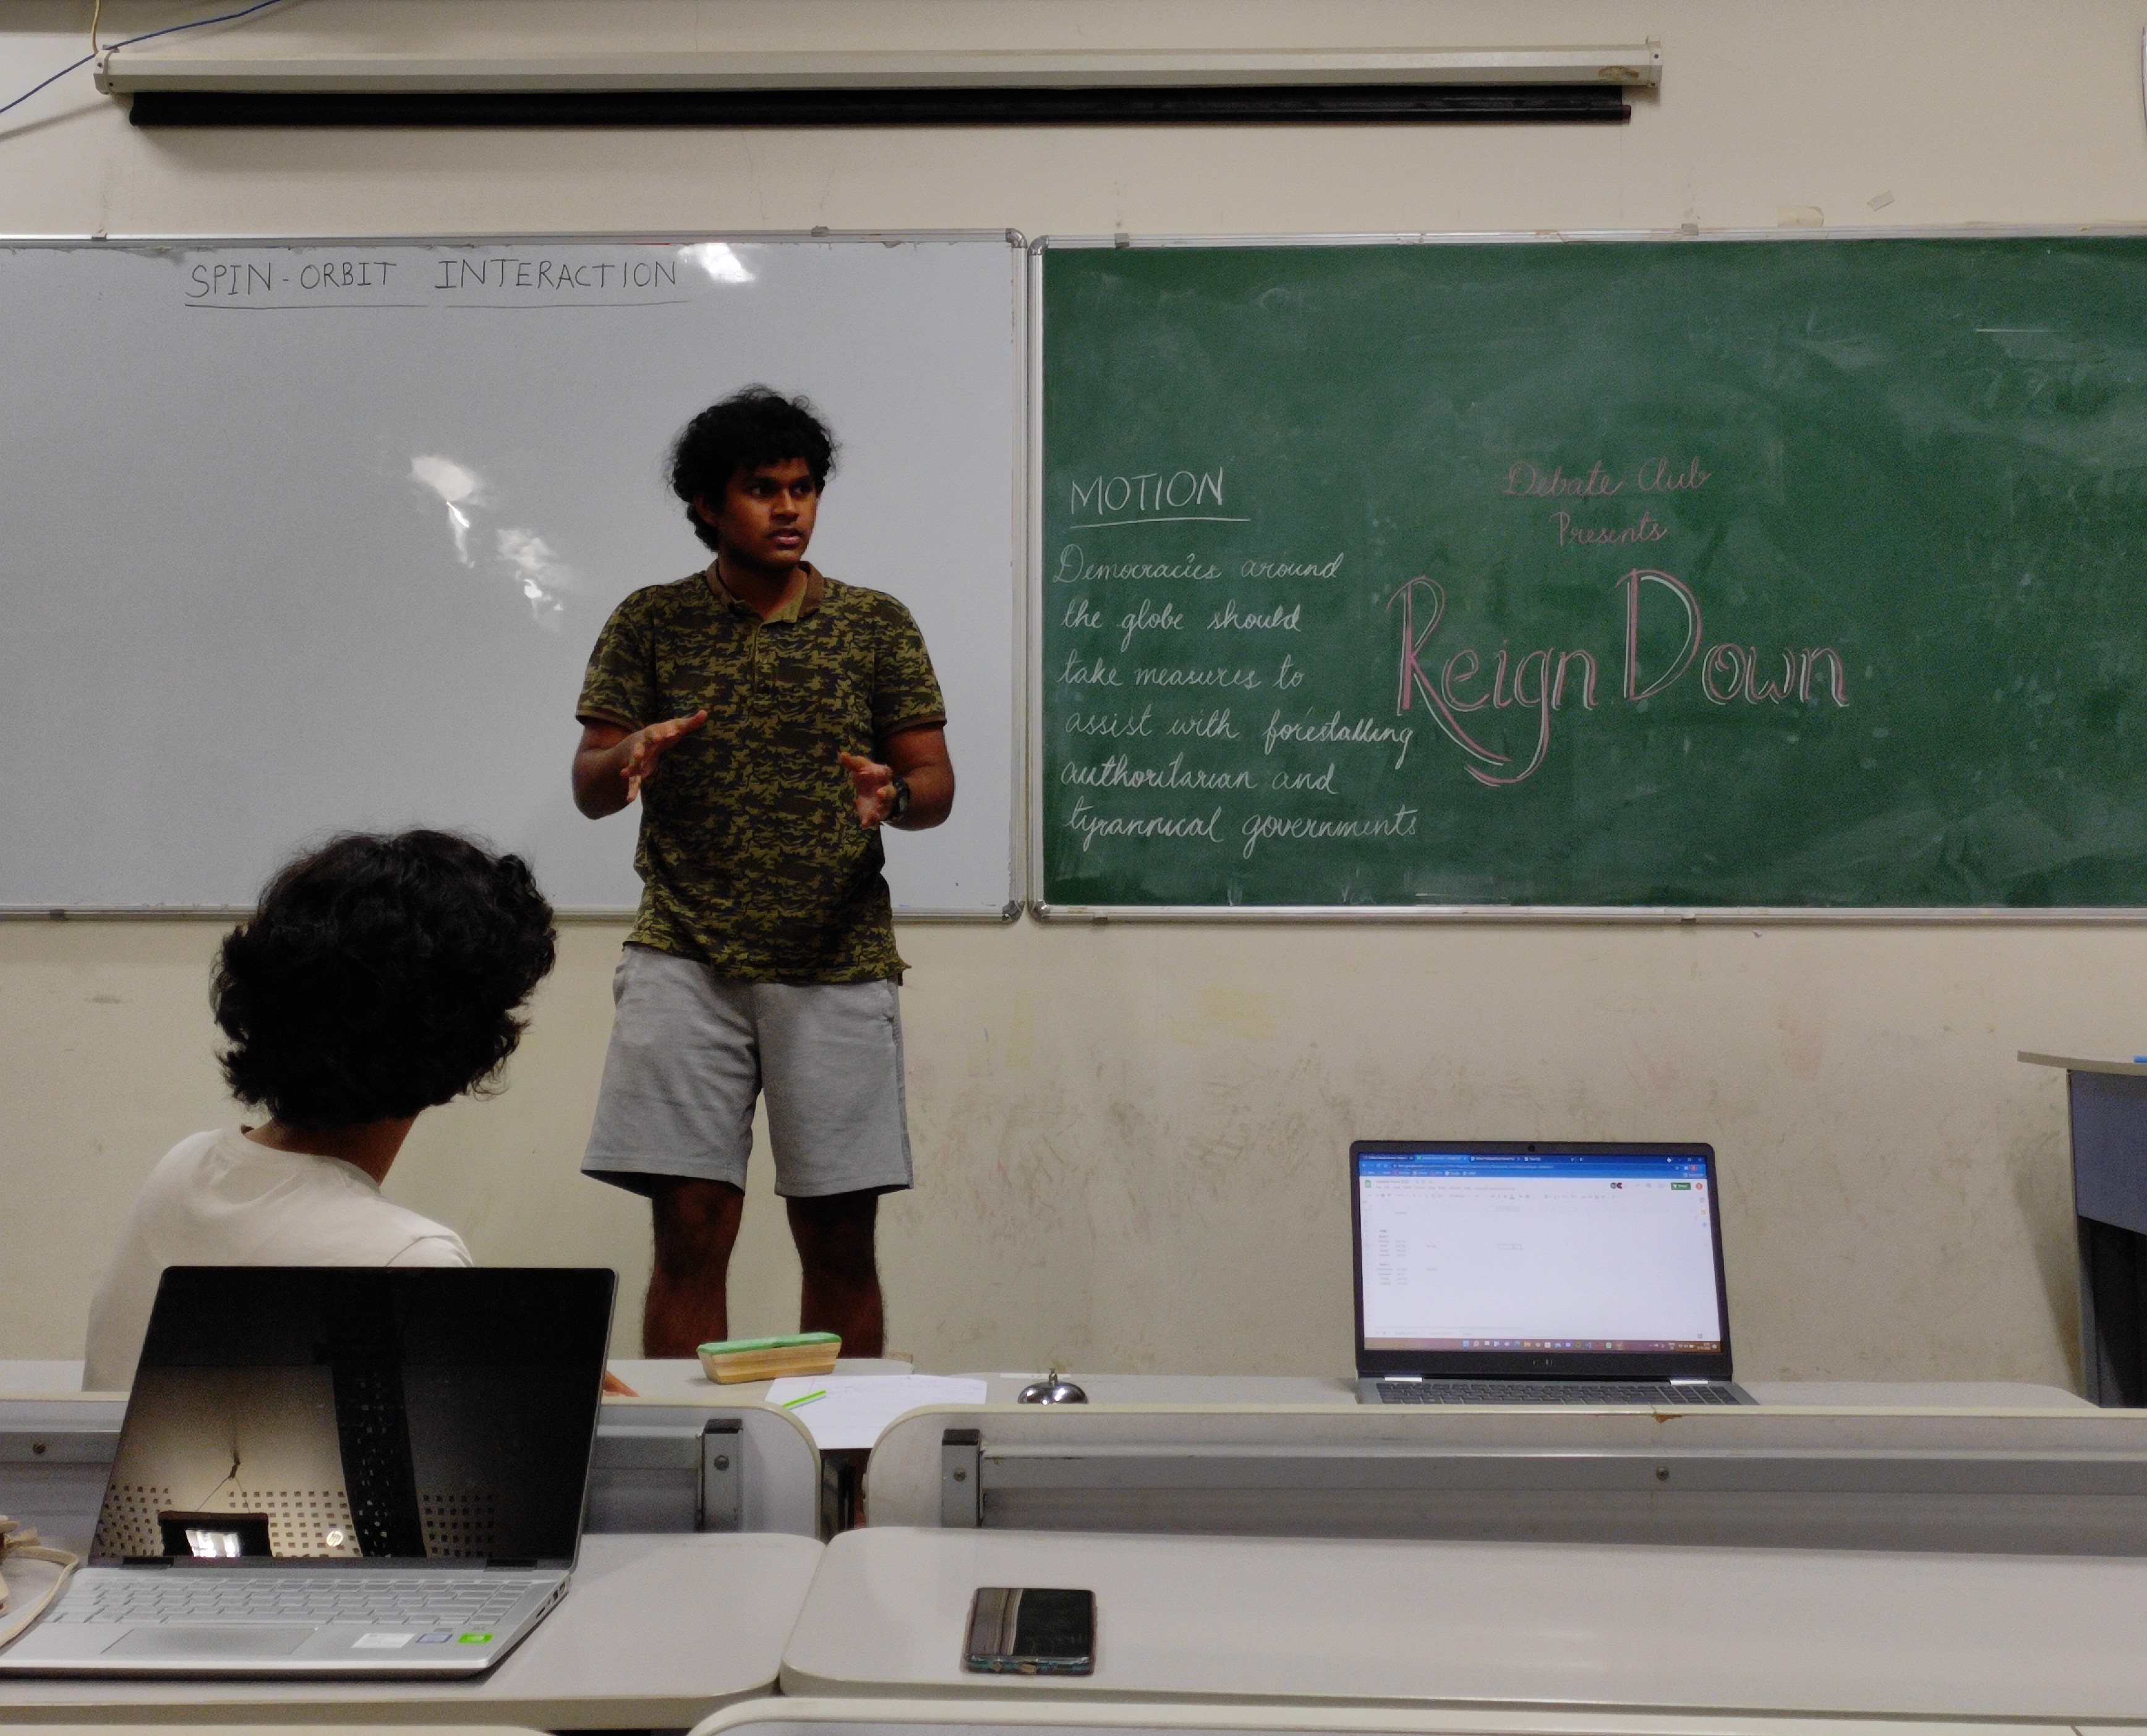 SPIN-ORBIT INTERACTION
MOTION
Democracies around
the globe should
take measures to
assist with forestalling
authoritarian and
tyrannical governments
Debate Club
Presents
Reign Down